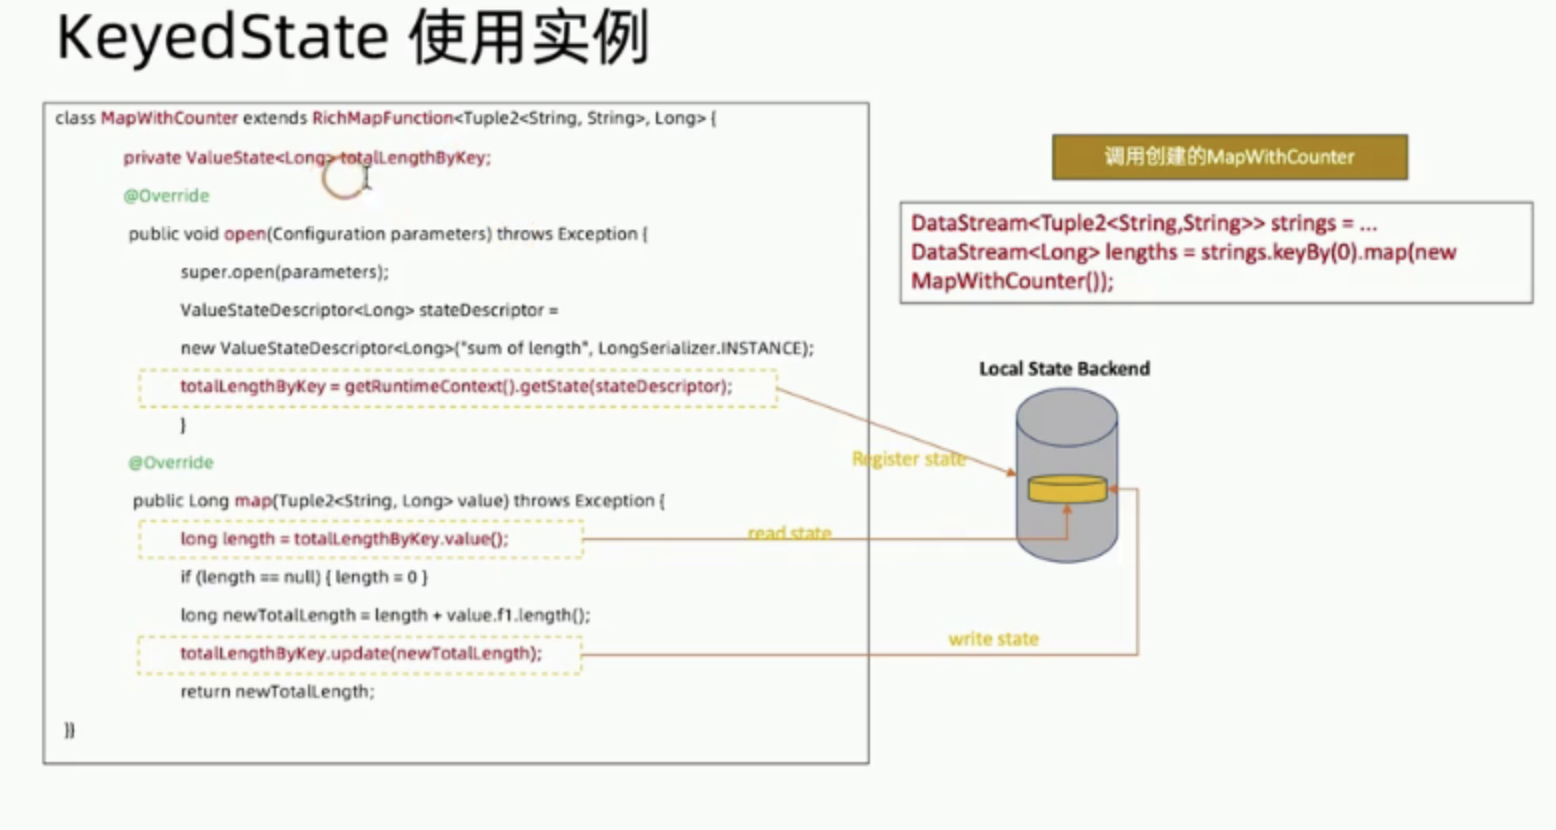 KeyedState 使用实例
class MapWithCounter extends RichMapFunction<Tuple2<String, String>, Long> {
private ValueState<Long> totalLengthByKey;
@Override
public void open(Configuration parameters) throws Exception {
super.open(parameters);
ValueStateDescriptor<Long> stateDescriptor =
new ValueStateDescriptor<Long>("sum of length", LongSerializer.INSTANCE);
totalLengthByKey = getRuntimeContext().getState(stateDescriptor);
}
@Override
public Long map(Tuple2<String, Long> value) throws Exception {
long length = totalLengthByKey.value();
if (length == null) { length = 0 }
long newTotalLength = length + value.f1.length();
totalLengthByKey.update(newTotalLength);
return newTotalLength;
}}
调用创建的MapWithCounter
DataStream<Tuple2<String,String>> strings = ...
DataStream<Long> lengths = strings.keyBy(0).map(new
MapWithCounter());
Local State Backend
Register state
read state
write state